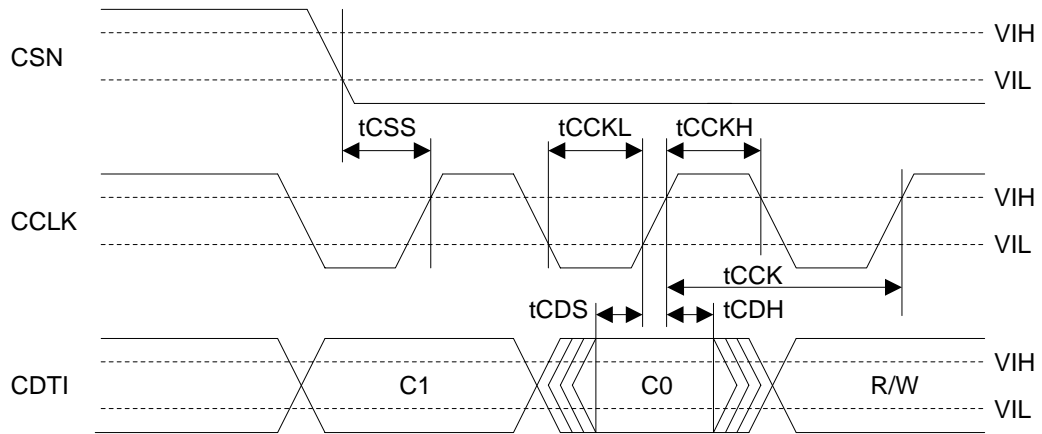 VIH
CSN
VIL
tCSS tCCKL tCCKH
VIH
CCLK
VIL
tCCK
tCDS tCDH
VIH
CDTI C1 C0 R/W
VIL